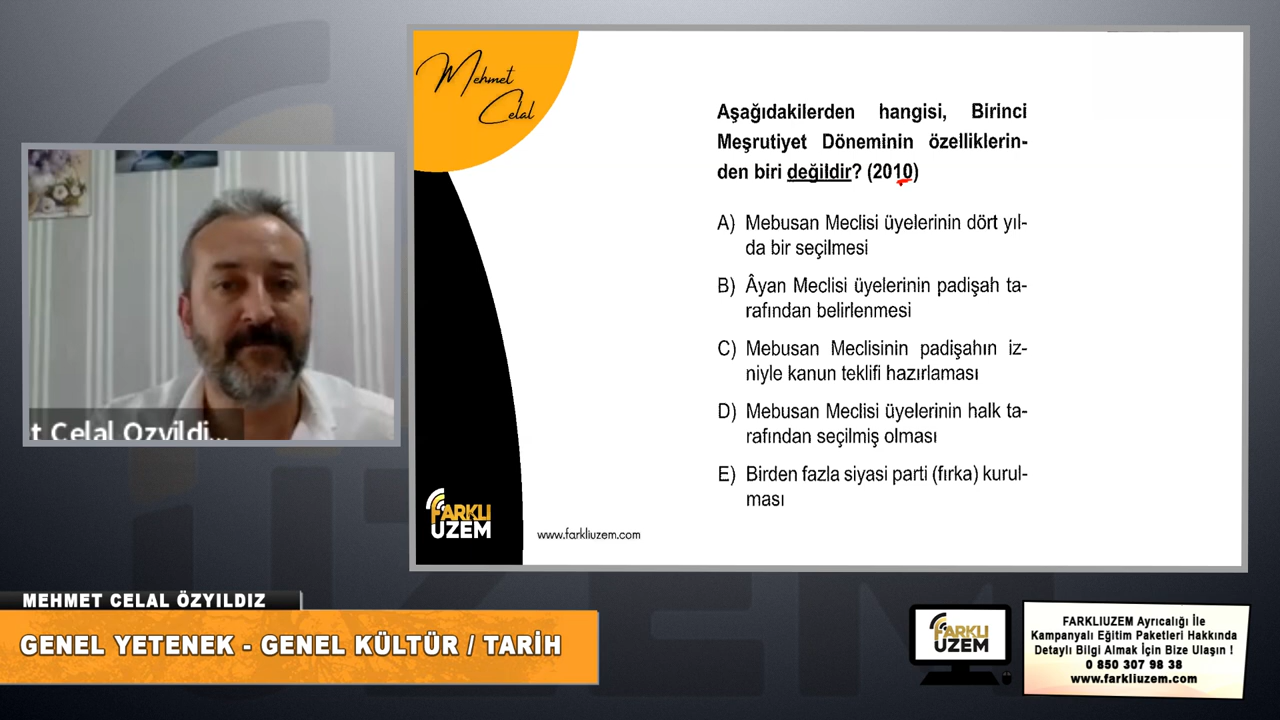 Mehmet
Celal
Aşağıdakilerden hangisi, Birinci
Meşrutiyet Döneminin özelliklerin-
den biri değildir? (2010)
A) Mebusan Meclisi üyelerinin dört yıl-
da bir seçilmesi
B) Âyan Meclisi üyelerinin padişah ta-
rafından belirlenmesi
C) Mebusan Meclisinin padişahın iz-
niyle kanun teklifi hazırlaması
D) Mebusan Meclisi üyelerinin halk ta-
rafından seçilmiş olması
E) Birden fazla siyasi parti (fırka) kurul-
ması
t Celal Ozyildi...
FARKLI
UZEM
www.farkliuzem.com
MEHMET CELAL ÖZYILDIZ
GENEL YETENEK - GENEL KÜLTÜR / TARİH
FARKLI
UZEM
FARKLIUZEM Ayrıcalığı İle
Kampanyalı Eğitim Paketleri Hakkında
Detaylı Bilgi Almak İçin Bize Ulaşın !
0 850 307 98 38
www.farkliuzem.com
ÜZEM